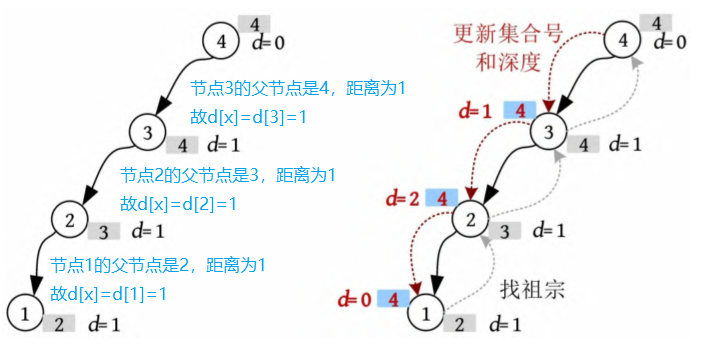 4
4
d=0
节点3的父节点是4，距离为1
故d[x]=d[3]=1
3
4
d=1
节点2的父节点是3，距离为1
故d[x]=d[2]=1
2
3
d=1
节点1的父节点是2，距离为1
故d[x]=d[1]=1
1
2
d=1
更新集合号
和深度
4
4
d=0
d=1 4
3
4
d=1
d=2 4
2
3
d=1
找祖宗
d=0 4
1
2
d=1